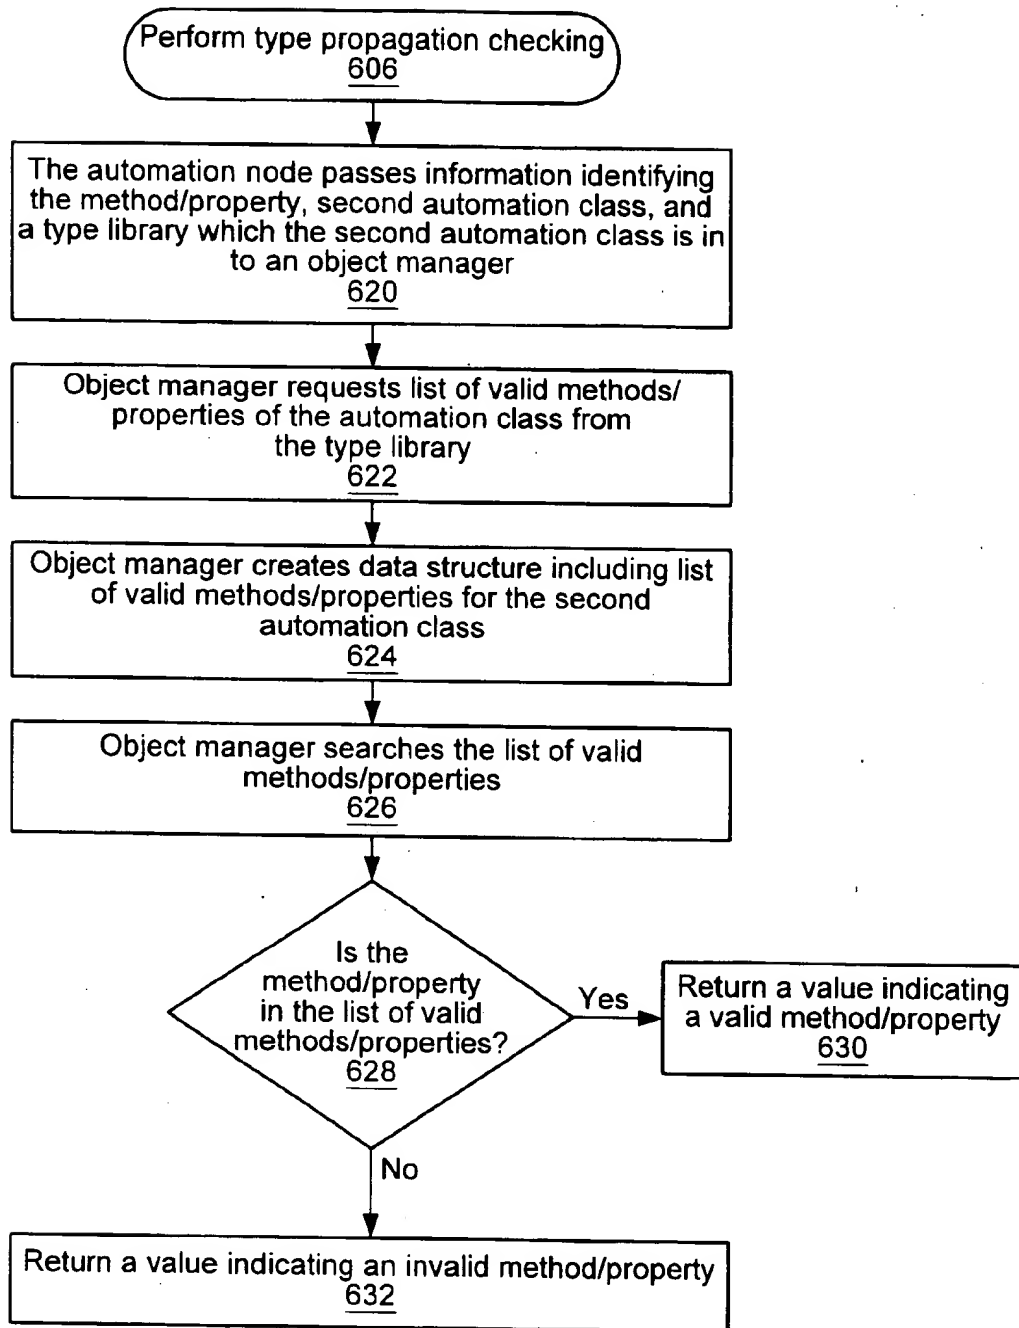 Perform type propagation checking
606
The automation node passes information identifying
the method/property, second automation class, and
a type library which the second automation class is in
to an object manager
620
Object manager requests list of valid methods/
properties of the automation class from
the type library
622
Object manager creates data structure including list
of valid methods/properties for the second
automation class
624
Object manager searches the list of valid
methods/properties
626
Is the
method/property
in the list of valid
methods/properties?
628
Yes
Return a value indicating
a valid method/property
630
No
Return a value indicating an invalid method/property
632